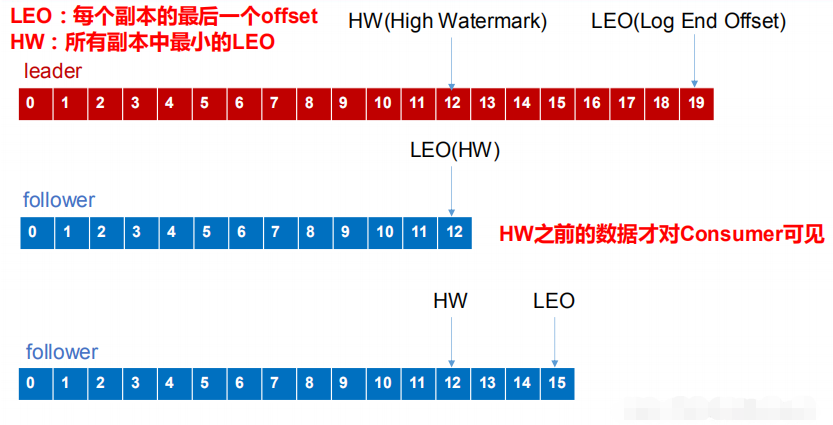 LEO：每个副本的最后一个offset
HW：所有副本中最小的LEO
HW(High Watermark)
LEO(Log End Offset)
leader
0 1 2 3 4 5 6 7 8 9 10 11 12 13 14 15 16 17 18 19
LEO(HW)
follower
0 1 2 3 4 5 6 7 8 9 10 11 12
HW之前的数据才对Consumer可见
HW
LEO
follower
0 1 2 3 4 5 6 7 8 9 10 11 12 13 14 15